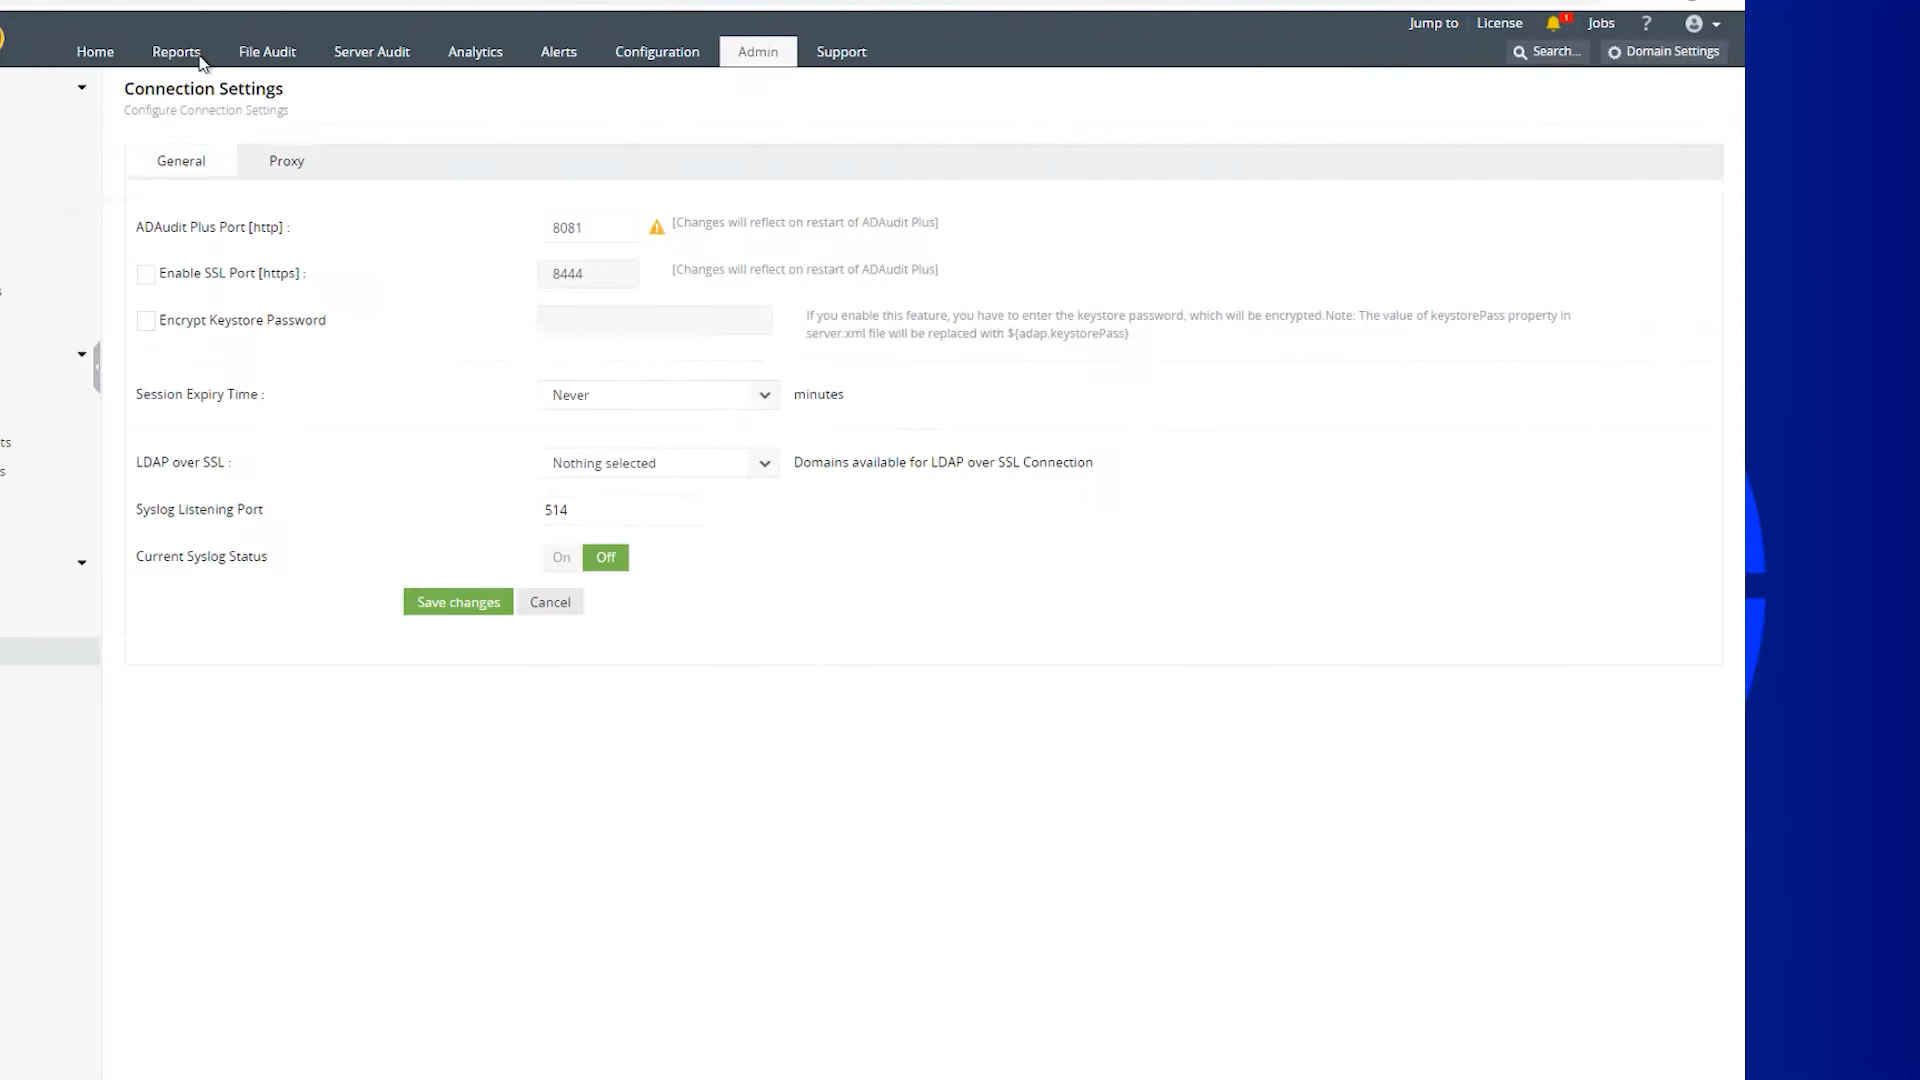 Jump to License 1 Jobs ?
Home Reports File Audit Server Audit Analytics Alerts Configuration Admin Support Search... Domain Settings
Connection Settings
Configure Connection Settings
General Proxy
ADAudit Plus Port [http] : 8081 [Changes will reflect on restart of ADAudit Plus]
Enable SSL Port [https] : 8444 [Changes will reflect on restart of ADAudit Plus]
s
Encrypt Keystore Password If you enable this feature, you have to enter the keystore password, which will be encrypted.Note: The value of keystorePass property in
server.xml file will be replaced with ${adap.keystorePass}
Session Expiry Time : Never minutes
ts
LDAP over SSL : Nothing selected Domains available for LDAP over SSL Connection
s
Syslog Listening Port 514
Current Syslog Status On Off
Save changes Cancel